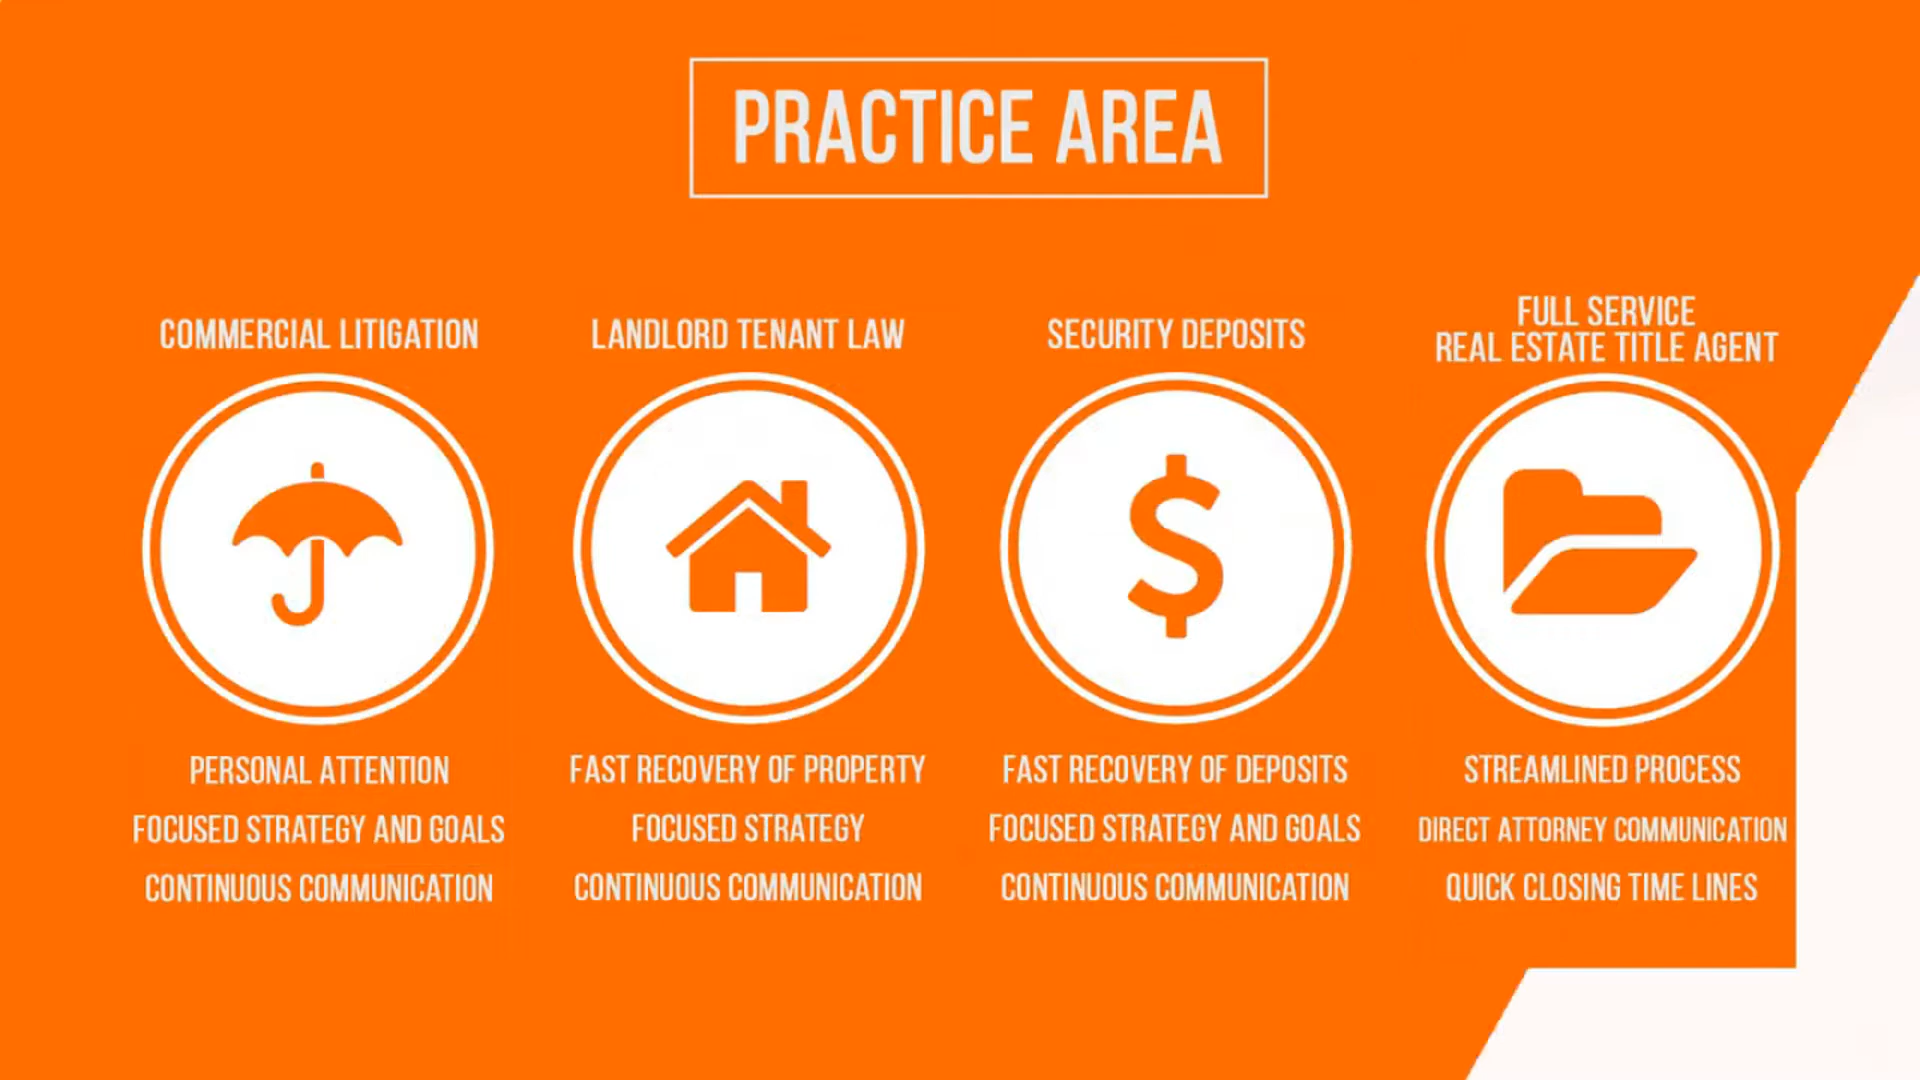 PRACTICE AREA
COMMERCIAL LITIGATION
PERSONAL ATTENTION
FOCUSED STRATEGY AND GOALS
CONTINUOUS COMMUNICATION
LANDLORD TENANT LAW
FAST RECOVERY OF PROPERTY
FOCUSED STRATEGY
CONTINUOUS COMMUNICATION
SECURITY DEPOSITS
$
FAST RECOVERY OF DEPOSITS
FOCUSED STRATEGY AND GOALS
CONTINUOUS COMMUNICATION
FULL SERVICE
REAL ESTATE TITLE AGENT
STREAMLINED PROCESS
DIRECT ATTORNEY COMMUNICATION
QUICK CLOSING TIME LINES